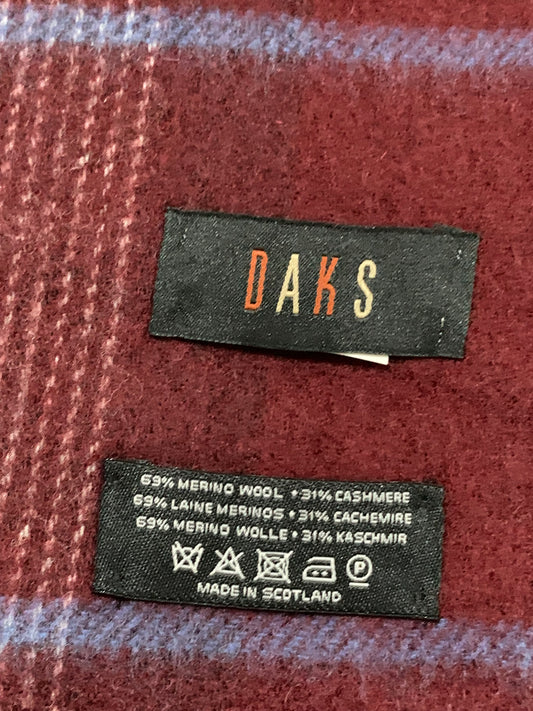 DAKS
69% MERINO WOOL • 31% CASHMERE
69% LAINE MERINOS • 31% CACHEMIRE
69% MERINO WOLLE • 31% KASCHMIR
P
MADE IN SCOTLAND